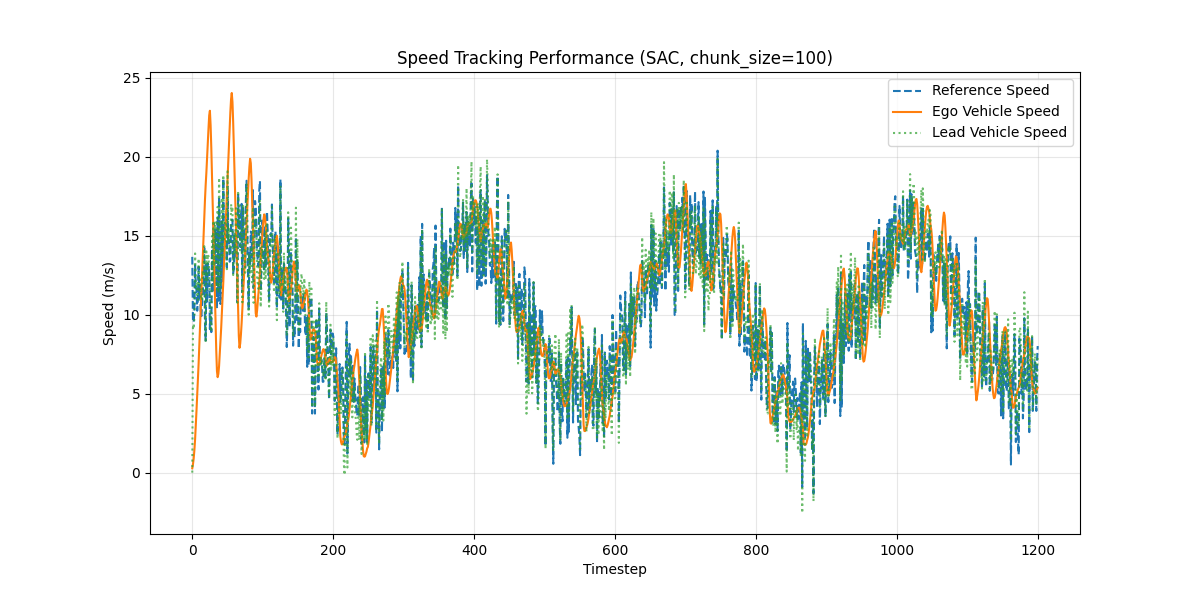 Speed Tracking Performance (SAC, chunk_size=100)
Speed (m/s)
25
20
15
10
5
0
Reference Speed
Ego Vehicle Speed
Lead Vehicle Speed
0 200 400 600 800 1000 1200
Timestep